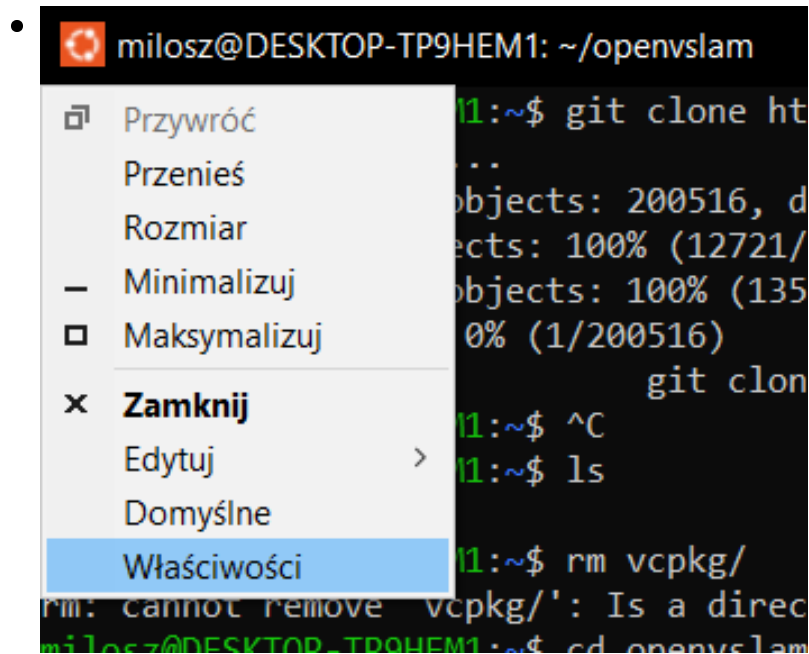 milosz@DESKTOP-TP9HEM1: ~/openvslam
Przywróć
M1:~$ git clone ht
Przenieś
...
objects: 200516, d
Rozmiar
ects: 100% (12721/
Minimalizuj
objects: 100% (135
Maksymalizuj
0% (1/200516)
git clon
Zamknij
M1:~$ ^C
Edytuj
M1:~$ ls
Domyślne
Właściwości
M1:~$ rm vcpkg/
rm: cannot remove 'vcpkg/': Is a direc
milosz@DESKTOP-TP9HEM1:~$ cd openvslam